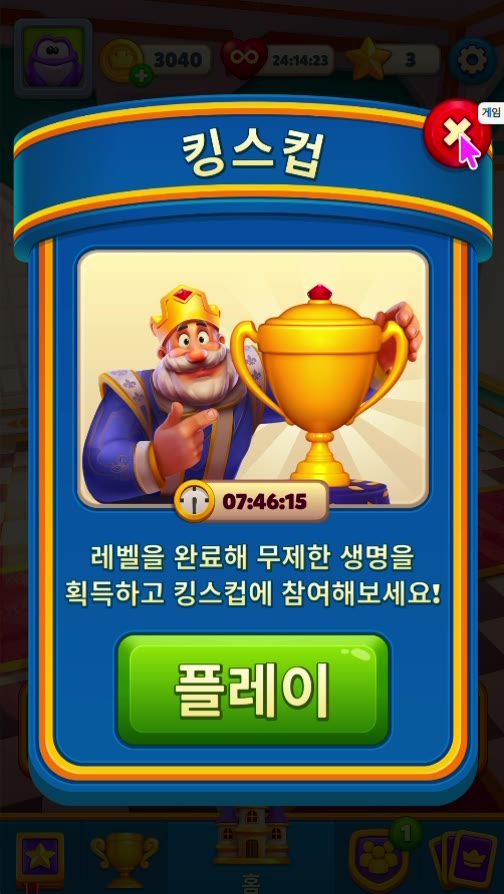 3040
24:14:23
3
게임
킹스컵
07:46:15
레벨을 완료해 무제한 생명을
획득하고 킹스컵에 참여해보세요!
플레이
1
홈